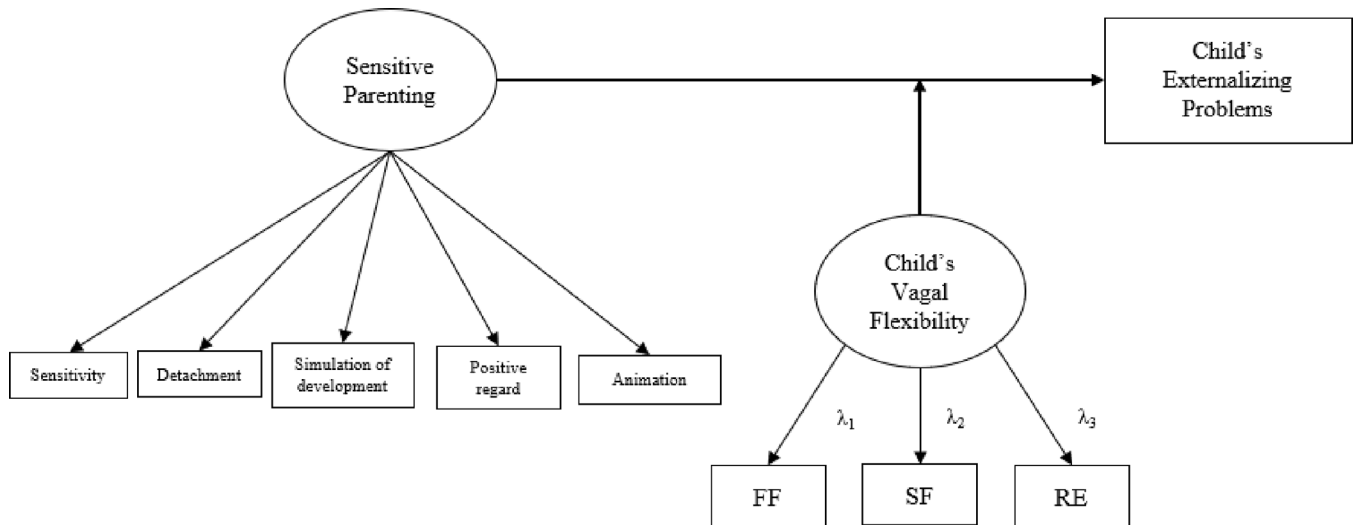 Sensitive
Parenting
Child's
Externalizing
Problems
Child's
Vagal
Flexibility
Sensitivity
Detachment
Simulation of
development
Positive
regard
Animation
λ1
λ2
λ3
FF
SF
RE